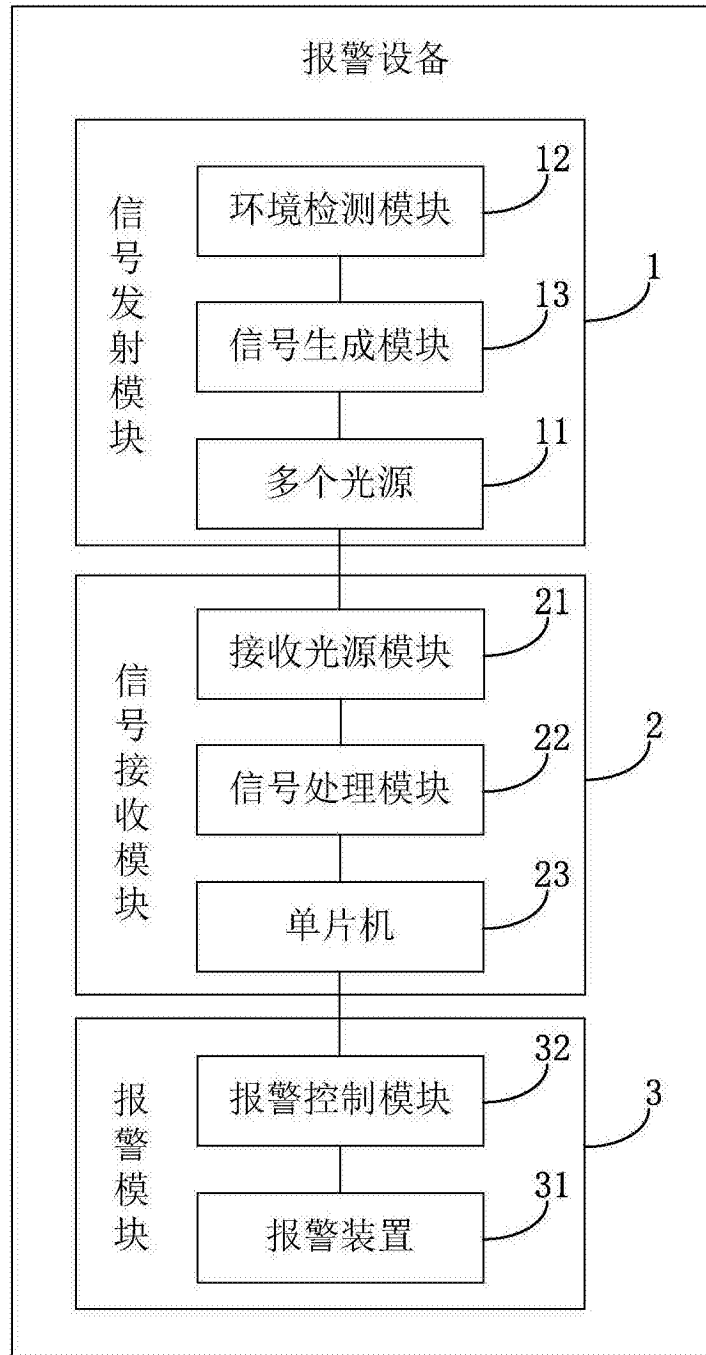 报警设备
信号发射模块
环境检测模块
12
信号生成模块
13
多个光源
11
1
信号接收模块
接收光源模块
21
信号处理模块
22
单片机
23
2
报警模块
报警控制模块
32
报警装置
31
3